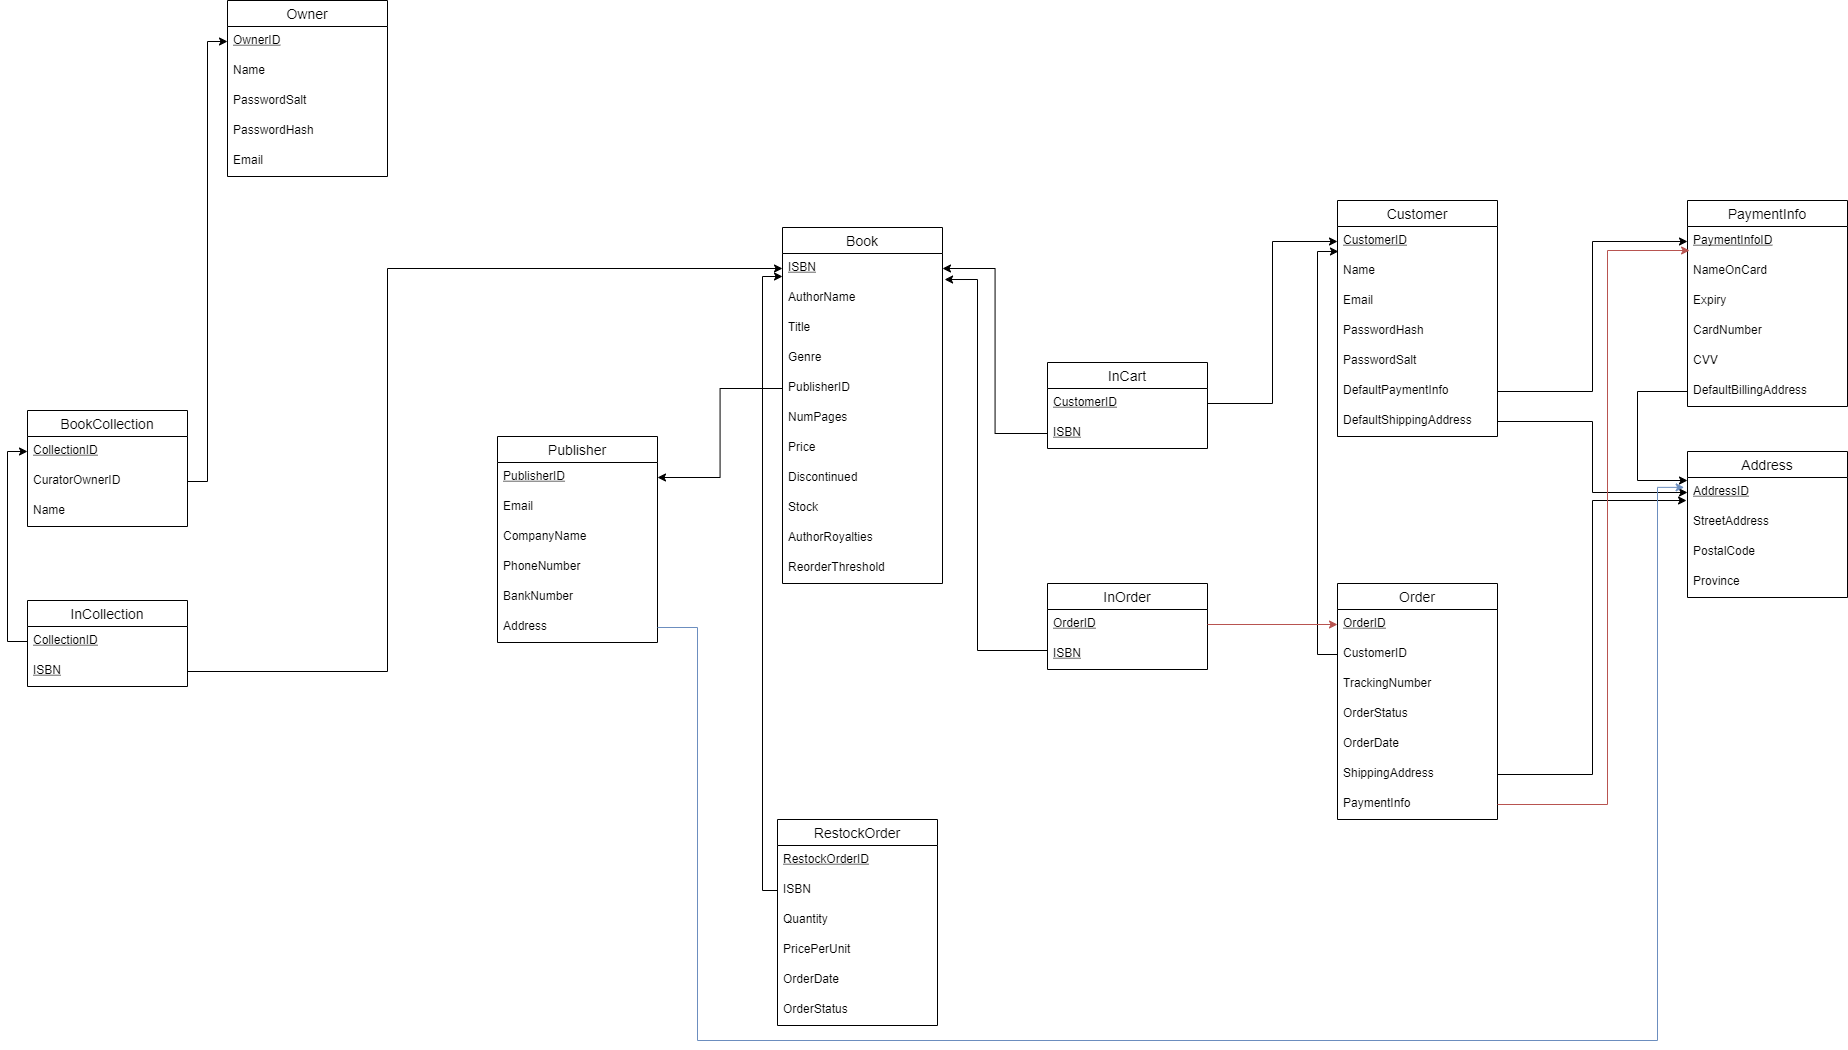 Owner
OwnerID
Name
PasswordSalt
PasswordHash
Email
BookCollection
CollectionID
CuratorOwnerID
Name
InCollection
CollectionID
ISBN
Publisher
PublisherID
Email
CompanyName
PhoneNumber
BankNumber
Address
Book
ISBN
AuthorName
Title
Genre
PublisherID
NumPages
Price
Discontinued
Stock
AuthorRoyalties
ReorderThreshold
RestockOrder
RestockOrderID
ISBN
Quantity
PricePerUnit
OrderDate
OrderStatus
InCart
CustomerID
ISBN
InOrder
OrderID
ISBN
Customer
CustomerID
Name
Email
PasswordHash
PasswordSalt
DefaultPaymentInfo
DefaultShippingAddress
Order
OrderID
CustomerID
TrackingNumber
OrderStatus
OrderDate
ShippingAddress
PaymentInfo
PaymentInfo
PaymentInfoID
NameOnCard
Expiry
CardNumber
CVV
DefaultBillingAddress
Address
AddressID
StreetAddress
PostalCode
Province